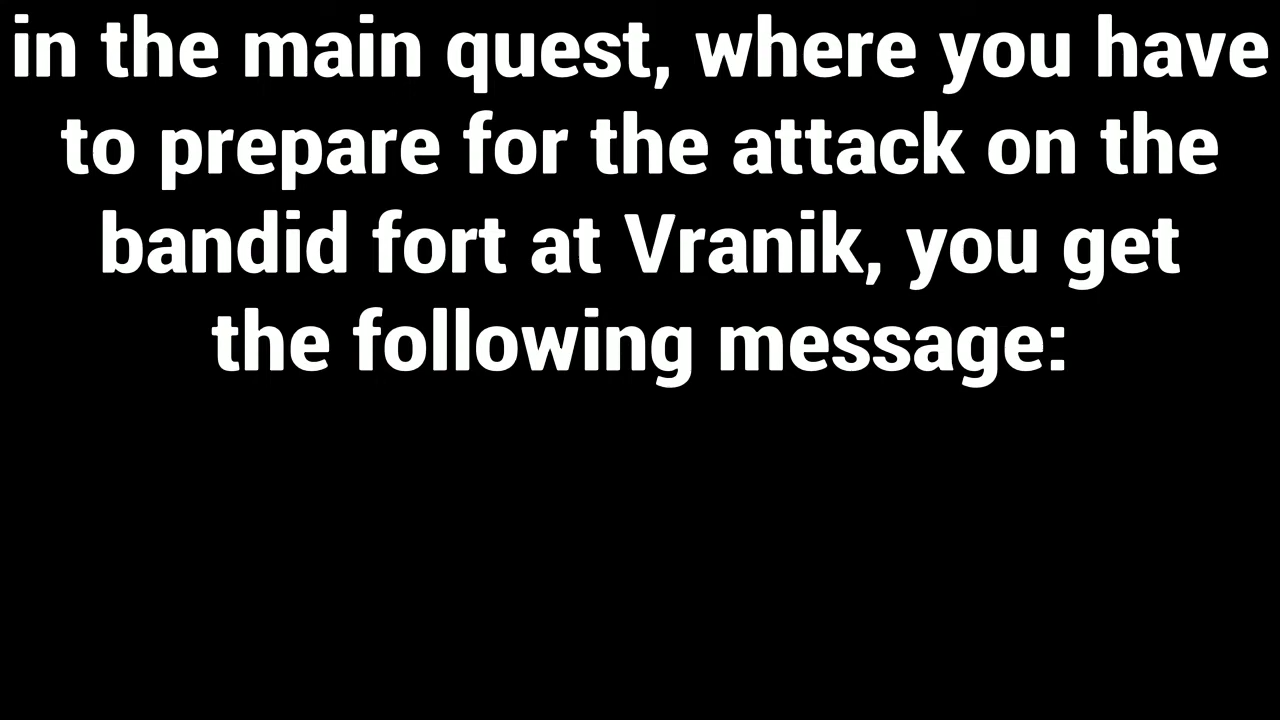 in the main quest, where you have
to prepare for the attack on the
bandid fort at Vranik, you get
the following message: